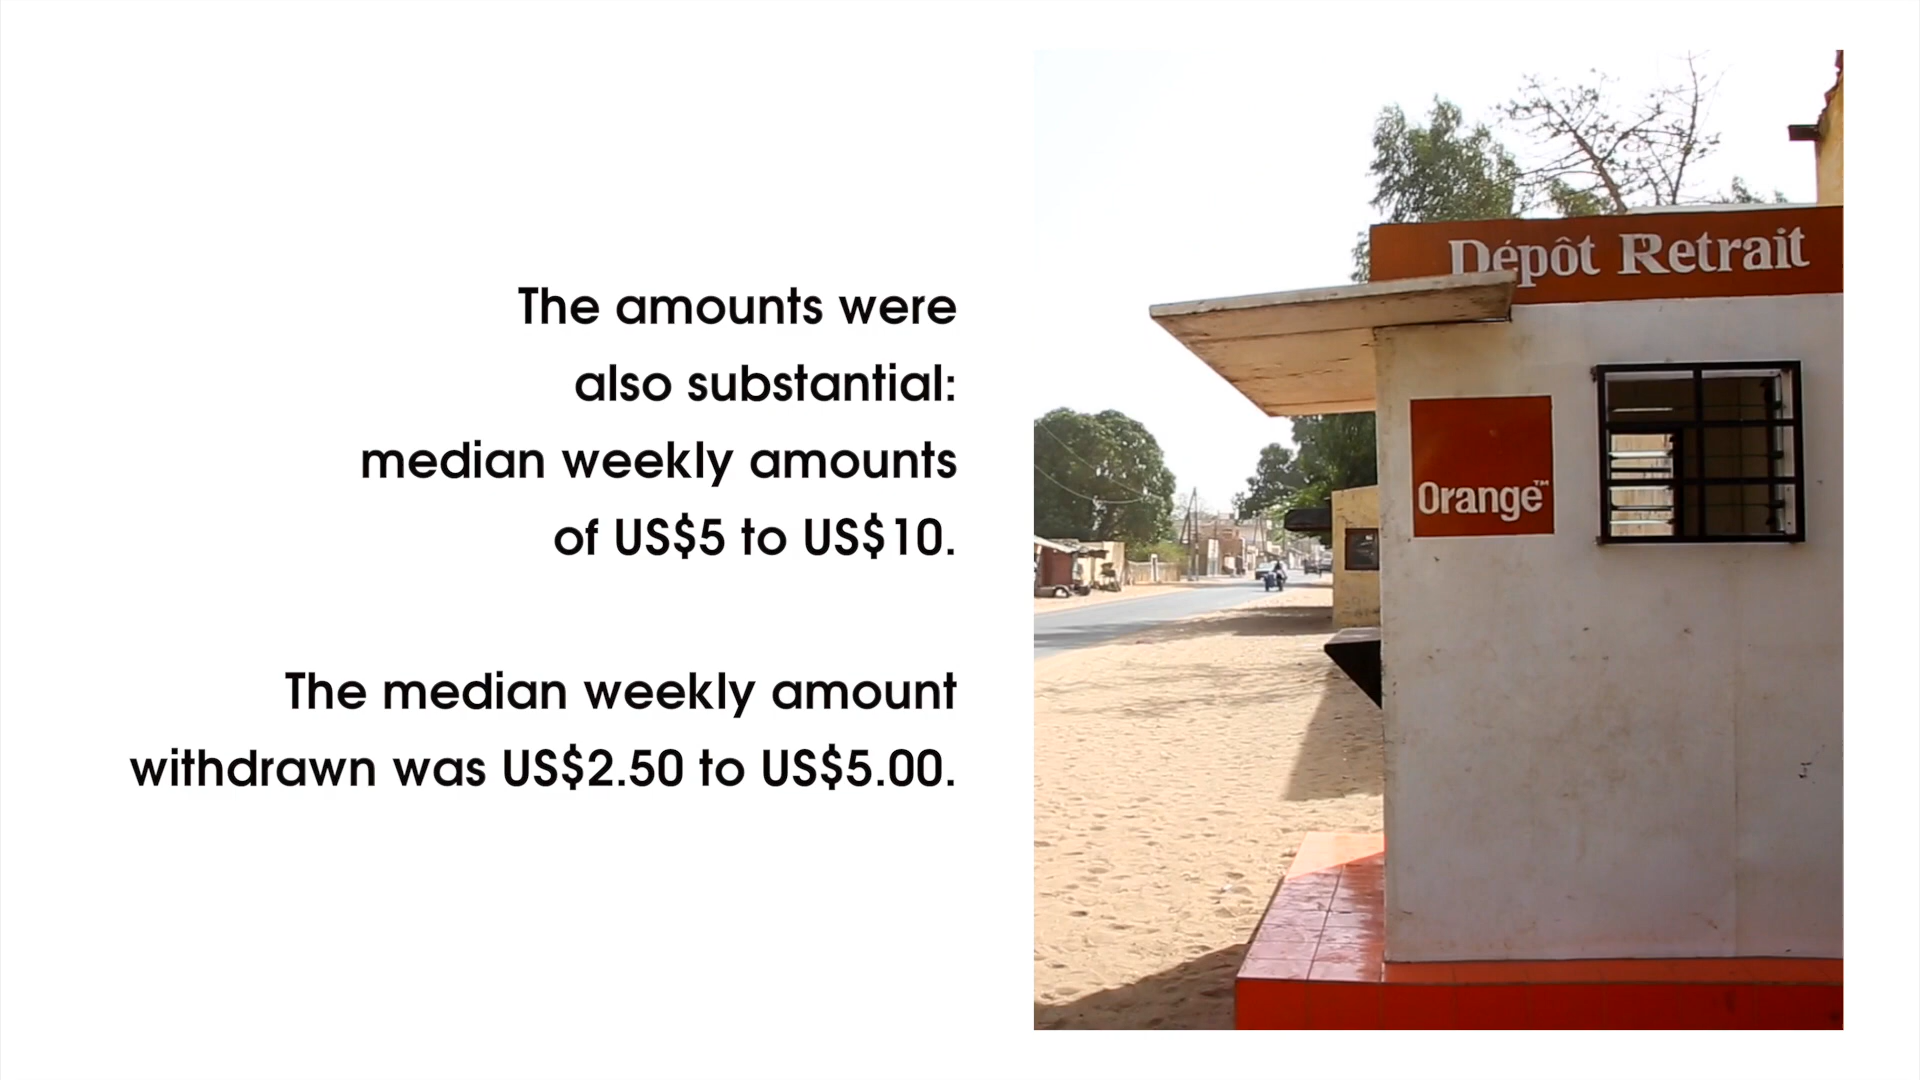 The amounts were
also substantial:
median weekly amounts
of US$5 to US$10.
The median weekly amount
withdrawn was US$2.50 to US$5.00.
Dépôt Retrait
Orange™